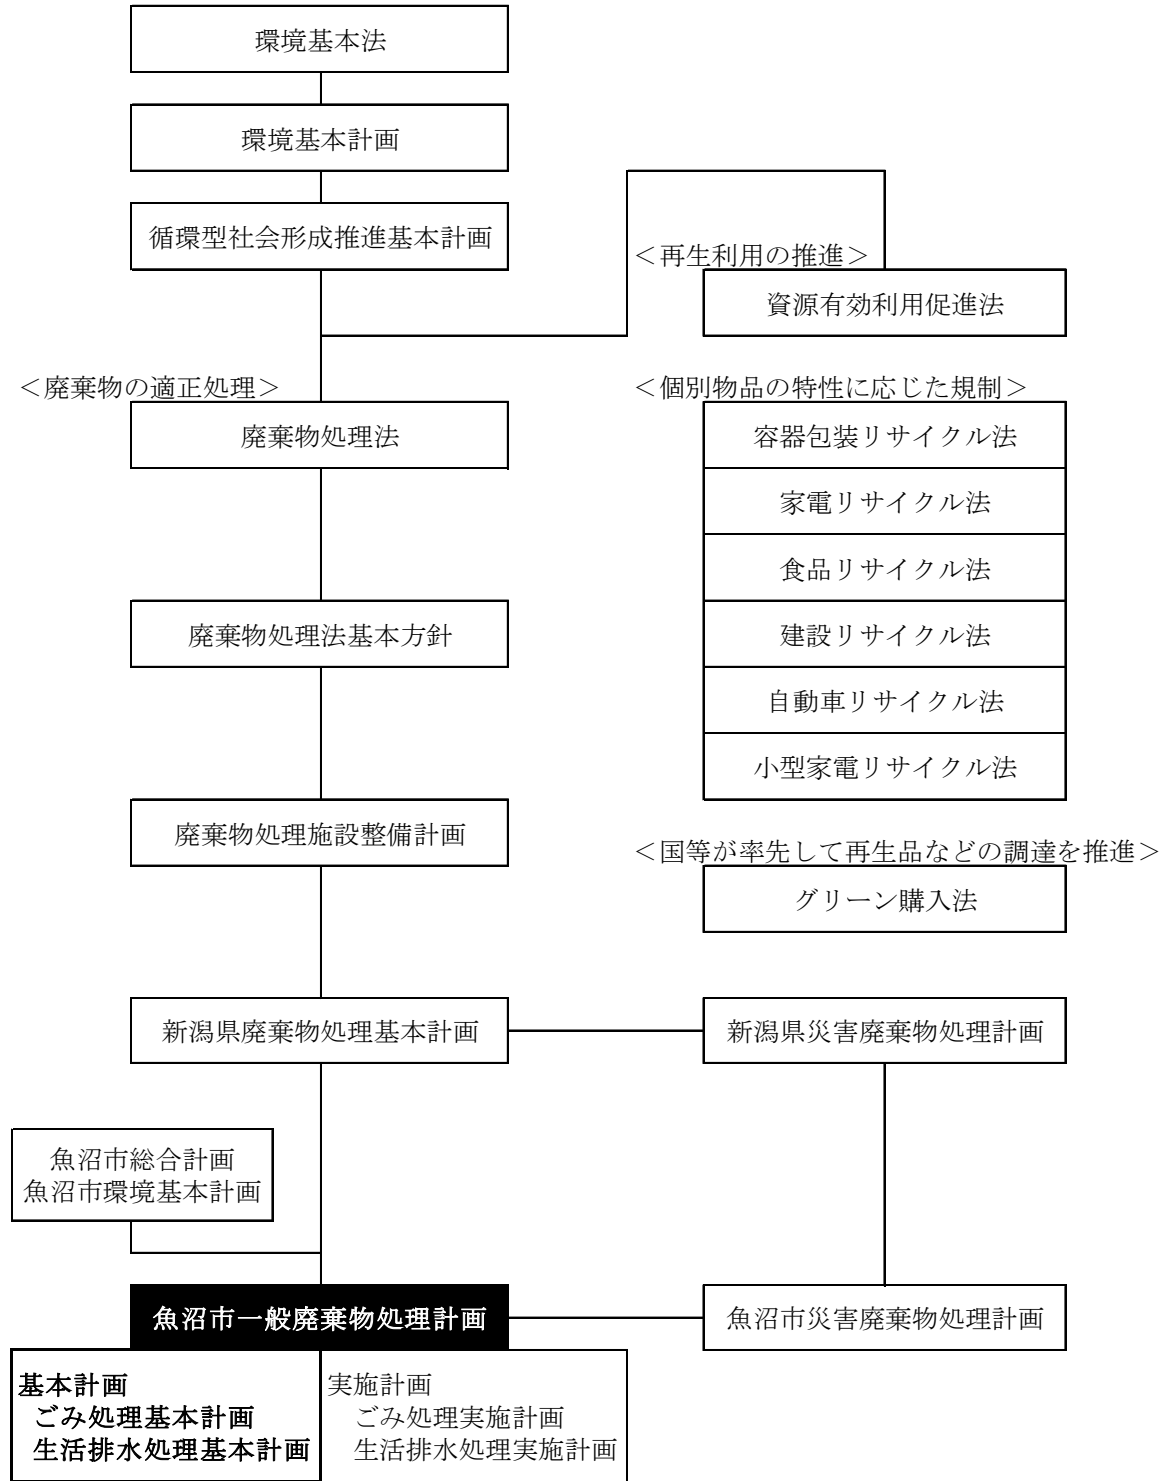 環境基本法
環境基本計画
循環型社会形成推進基本計画
＜再生利用の推進＞
資源有効利用促進法
＜廃棄物の適正処理＞
廃棄物処理法
＜個別物品の特性に応じた規制＞
容器包装リサイクル法
家電リサイクル法
食品リサイクル法
建設リサイクル法
自動車リサイクル法
小型家電リサイクル法
廃棄物処理法基本方針
廃棄物処理施設整備計画
＜国等が率先して再生品などの調達を推進＞
グリーン購入法
新潟県廃棄物処理基本計画
新潟県災害廃棄物処理計画
魚沼市総合計画
魚沼市環境基本計画
魚沼市一般廃棄物処理計画
魚沼市災害廃棄物処理計画
基本計画
ごみ処理基本計画
生活排水処理基本計画
実施計画
ごみ処理実施計画
生活排水処理実施計画